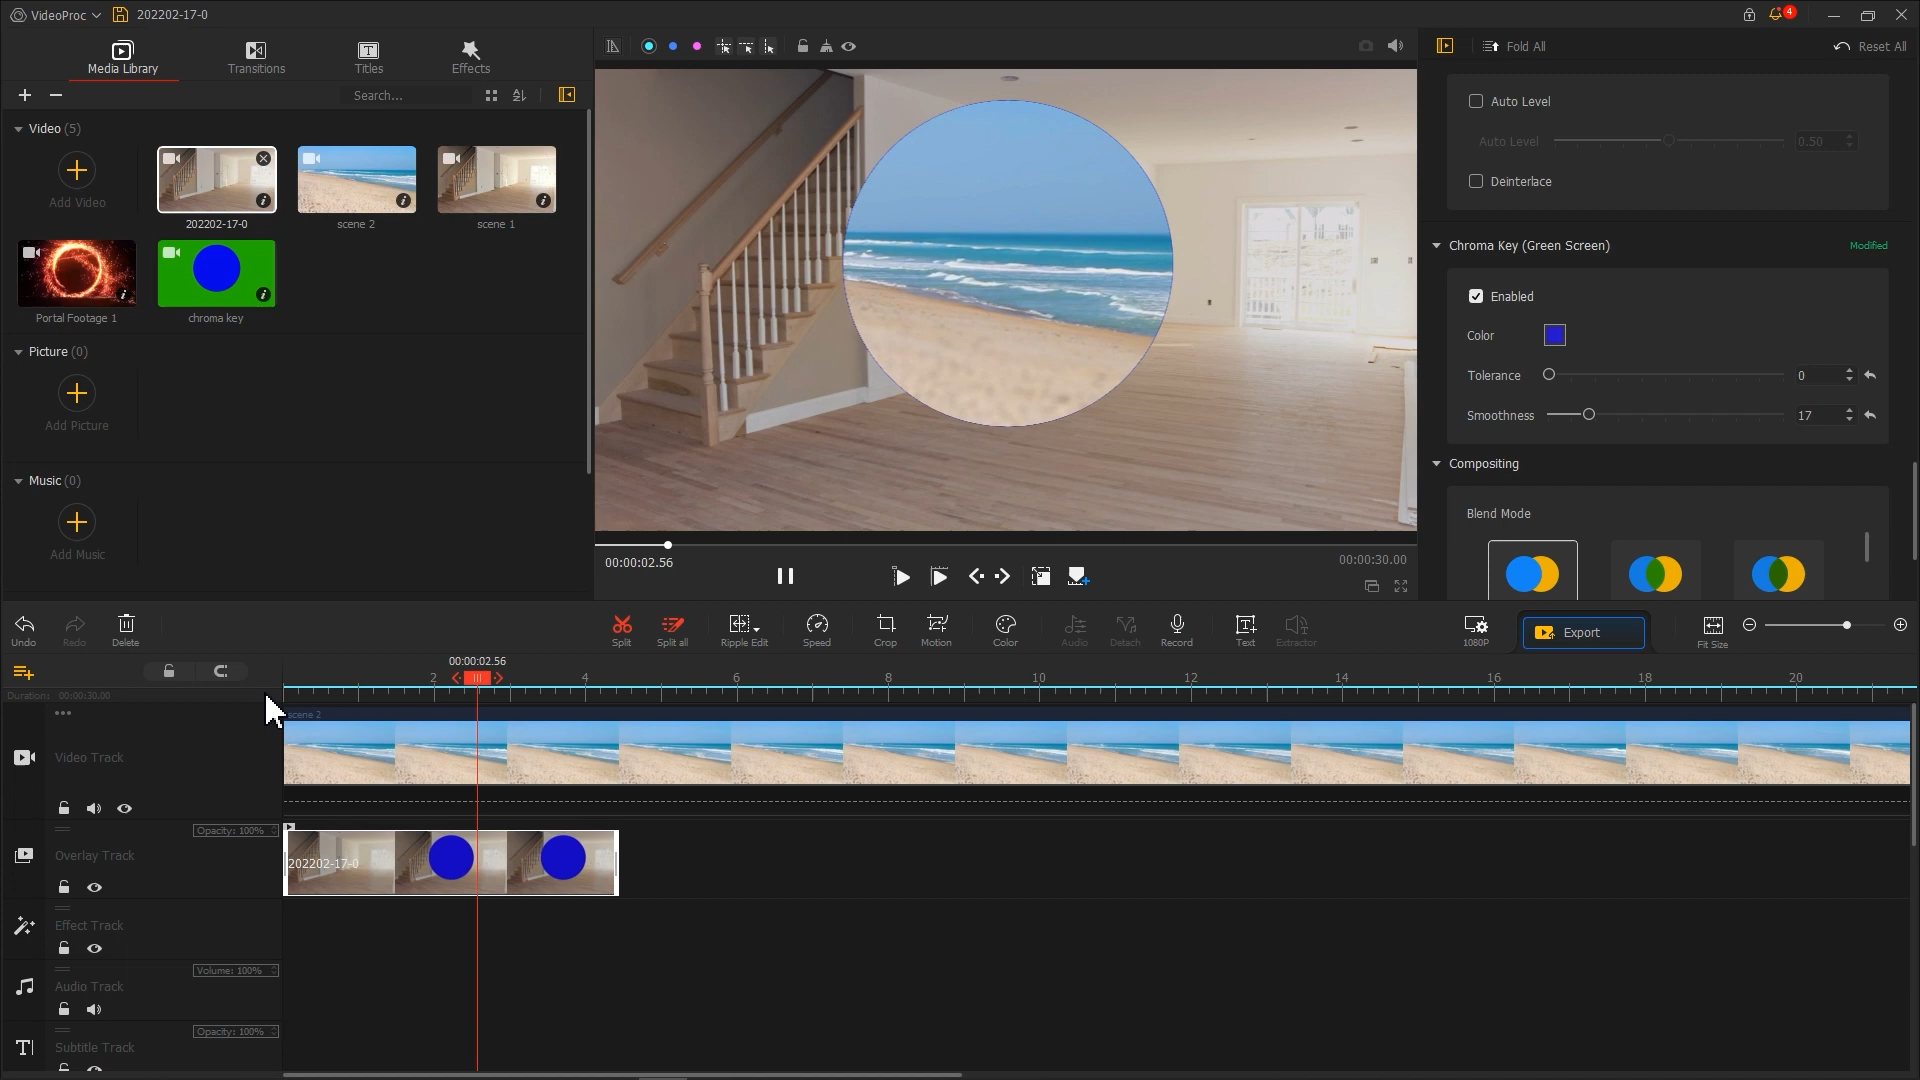 VideoProc
202202-17-0
4
Media Library
Transitions
Titles
Effects
Fold All
Reset All
Search...
Video (5)
Add Video
202202-17-0
scene 2
scene 1
Portal Footage 1
chroma key
Picture (0)
Add Picture
Music (0)
Add Music
00:00:02.56
00:00:30.00
Auto Level
Auto Level
0.50
Deinterlace
Chroma Key (Green Screen)
Modified
Enabled
Color
Tolerance
0
Smoothness
17
Compositing
Blend Mode
Undo
Redo
Delete
Split
Split all
Ripple Edit
Speed
Crop
Motion
Color
Audio
Detach
Record
Text
Extractor
1080P
Export
Fit Size
00:00:02.56
2
4
6
8
10
12
14
16
18
20
Duration: 00:00:30.00
scene 2
Video Track
Opacity: 100%
Overlay Track
202202-17-0
Effect Track
Volume: 100%
Audio Track
Opacity: 100%
Subtitle Track